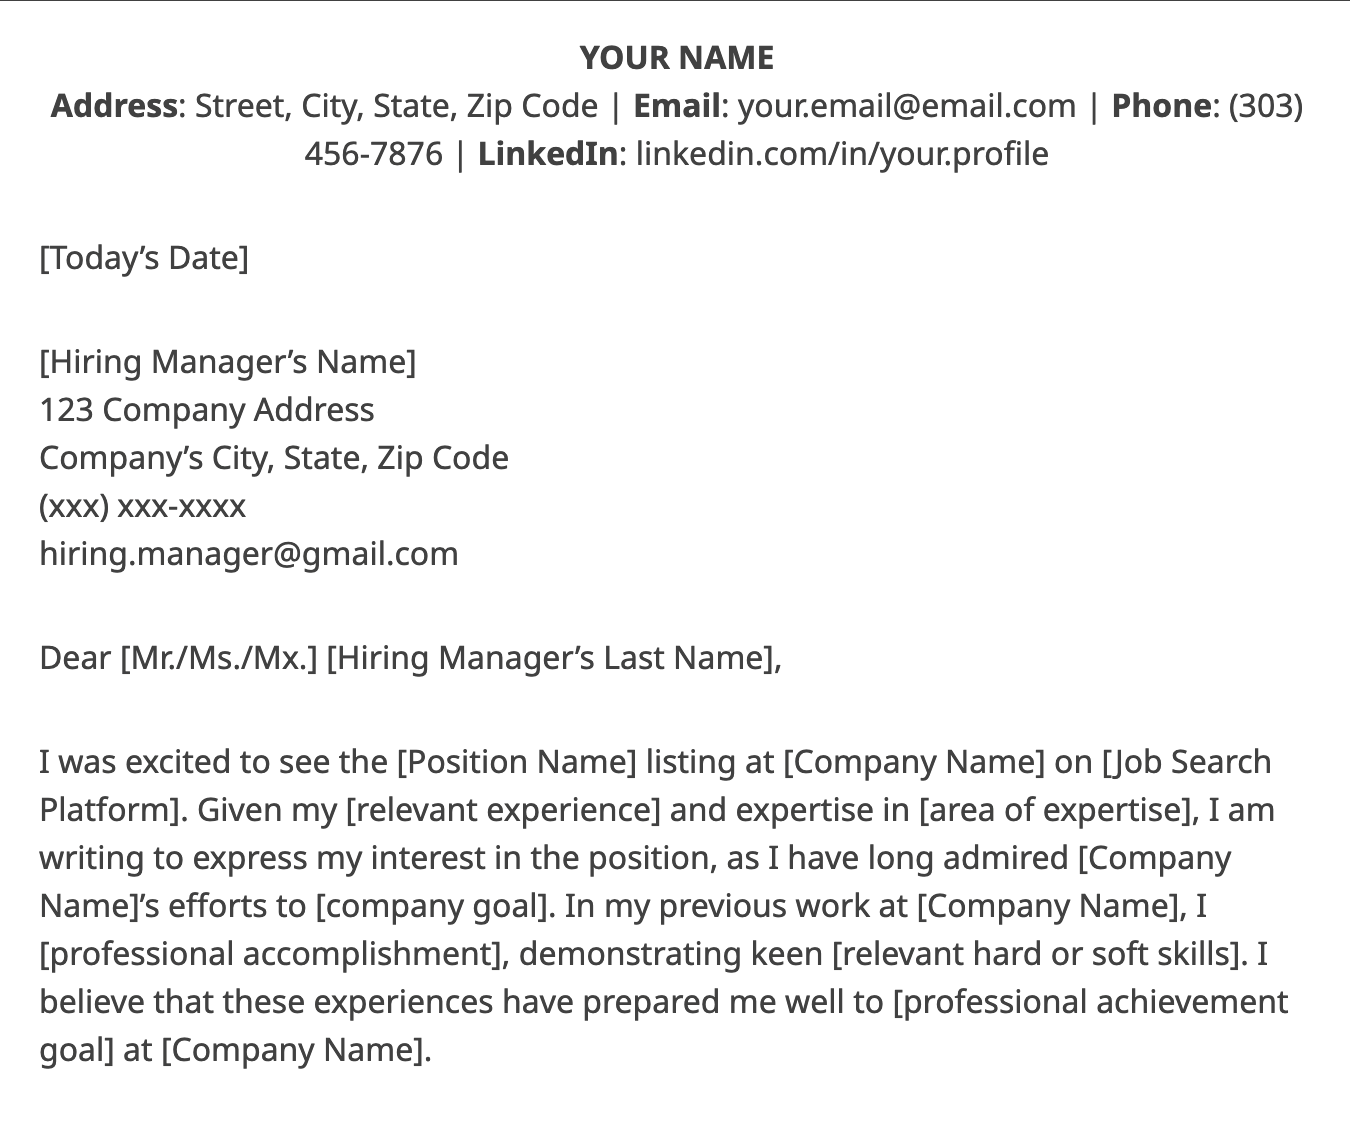 YOUR NAME
Address: Street, City, State, Zip Code | Email: your.email@email.com | Phone: (303)
456-7876 | LinkedIn: linkedin.com/in/your.profile
[Today’s Date]
[Hiring Manager’s Name]
123 Company Address
Company’s City, State, Zip Code
(xxx) xxx-xxxx
hiring.manager@gmail.com
Dear [Mr./Ms./Mx.] [Hiring Manager’s Last Name],
I was excited to see the [Position Name] listing at [Company Name] on [Job Search
Platform]. Given my [relevant experience] and expertise in [area of expertise], I am
writing to express my interest in the position, as I have long admired [Company
Name]’s efforts to [company goal]. In my previous work at [Company Name], I
[professional accomplishment], demonstrating keen [relevant hard or soft skills]. I
believe that these experiences have prepared me well to [professional achievement
goal] at [Company Name].